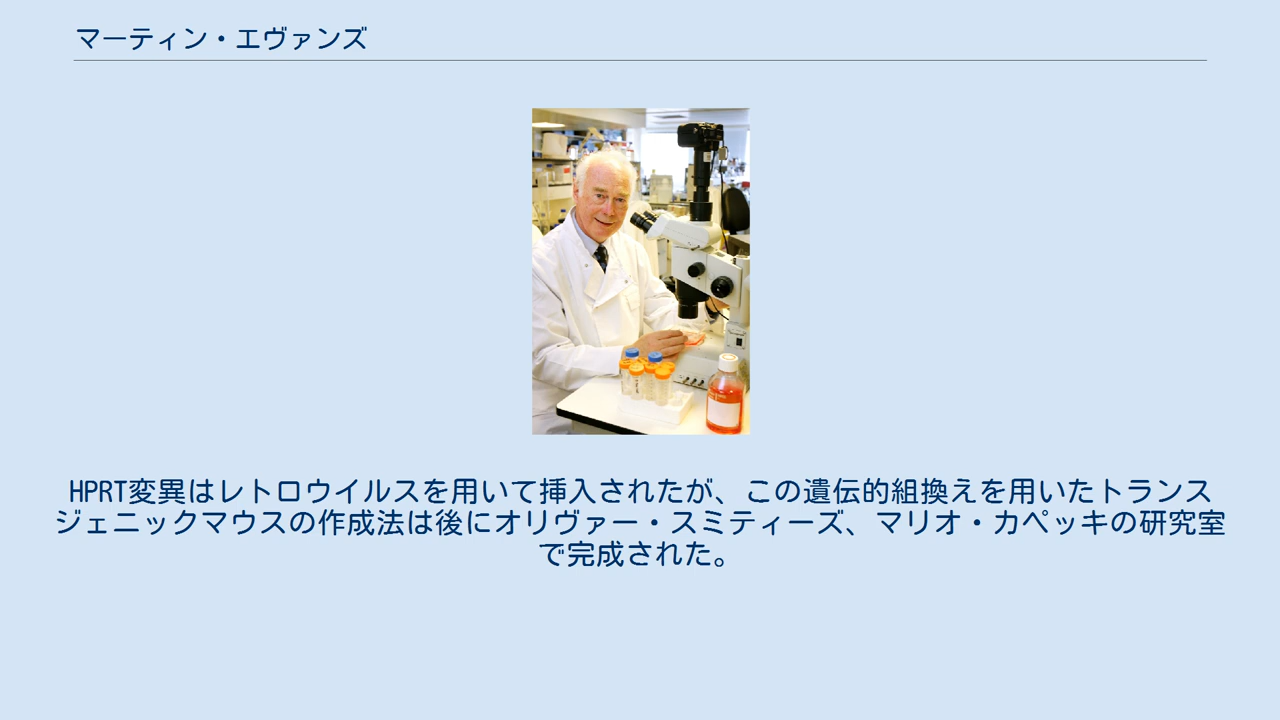 マーティン・エヴァンズ
HPRT変異はレトロウイルスを用いて挿入されたが、この遺伝的組換えを用いたトランス
ジェニックマウスの作成法は後にオリヴァー・スミティーズ、マリオ・カペッキの研究室
で完成された。